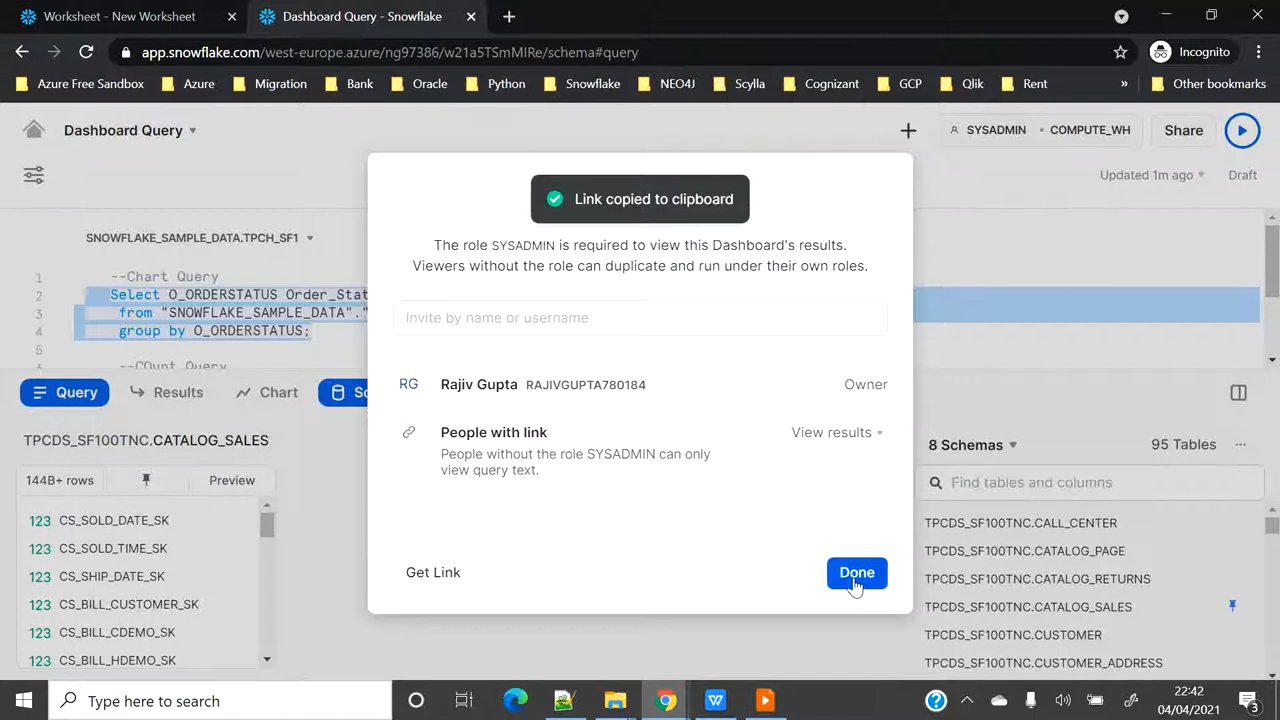 Worksheet - New Worksheet
Dashboard Query - Snowflake
app.snowflake.com/west-europe.azure/ng97386/w21a5TSmMIRe/schema#query
Incognito
Azure Free Sandbox
Azure
Migration
Bank
Oracle
Python
Snowflake
NEO4J
Scylla
Cognizant
GCP
Qlik
Rent
»
Other bookmarks
Dashboard Query
SYSADMIN
COMPUTE_WH
Share
Updated 1m ago
Draft
Link copied to clipboard
The role SYSADMIN is required to view this Dashboard's results.
Viewers without the role can duplicate and run under their own roles.
SNOWFLAKE_SAMPLE_DATA.TPCH_SF1
1 --Chart Query
2 Select O_ORDERSTATUS Order_Stat
3 from "SNOWFLAKE_SAMPLE_DATA"."
4 group by O_ORDERSTATUS;
5
6 --COunt Query
Invite by name or username
RG Rajiv Gupta RAJIVGUPTA780184 Owner
People with link View results
People without the role SYSADMIN can only
view query text.
Get Link
Done
Query
Results
Chart
TPCDS_SF100TNC.CATALOG_SALES
144B+ rows
Preview
123 CS_SOLD_DATE_SK
123 CS_SOLD_TIME_SK
123 CS_SHIP_DATE_SK
123 CS_BILL_CUSTOMER_SK
123 CS_BILL_CDEMO_SK
123 CS_BILL_HDEMO_SK
8 Schemas
95 Tables
Find tables and columns
TPCDS_SF100TNC.CALL_CENTER
TPCDS_SF100TNC.CATALOG_PAGE
TPCDS_SF100TNC.CATALOG_RETURNS
TPCDS_SF100TNC.CATALOG_SALES
TPCDS_SF100TNC.CUSTOMER
TPCDS_SF100TNC.CUSTOMER_ADDRESS
Type here to search
22:42
04/04/2021
3